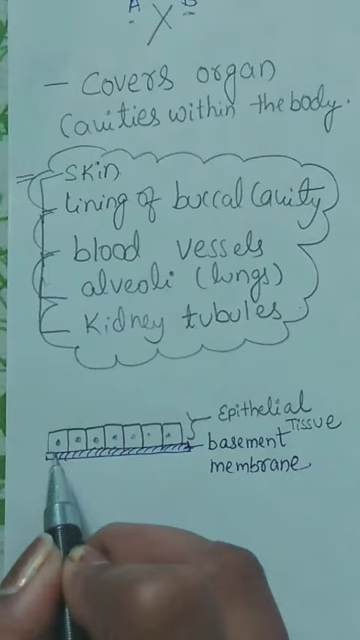 A B
- Covers organ
Cavities within the body.
Skin
lining of buccal Cavity
blood vessels
alveoli (lungs)
Kidney tubules
Epithelial
Tissue
basement
membrane